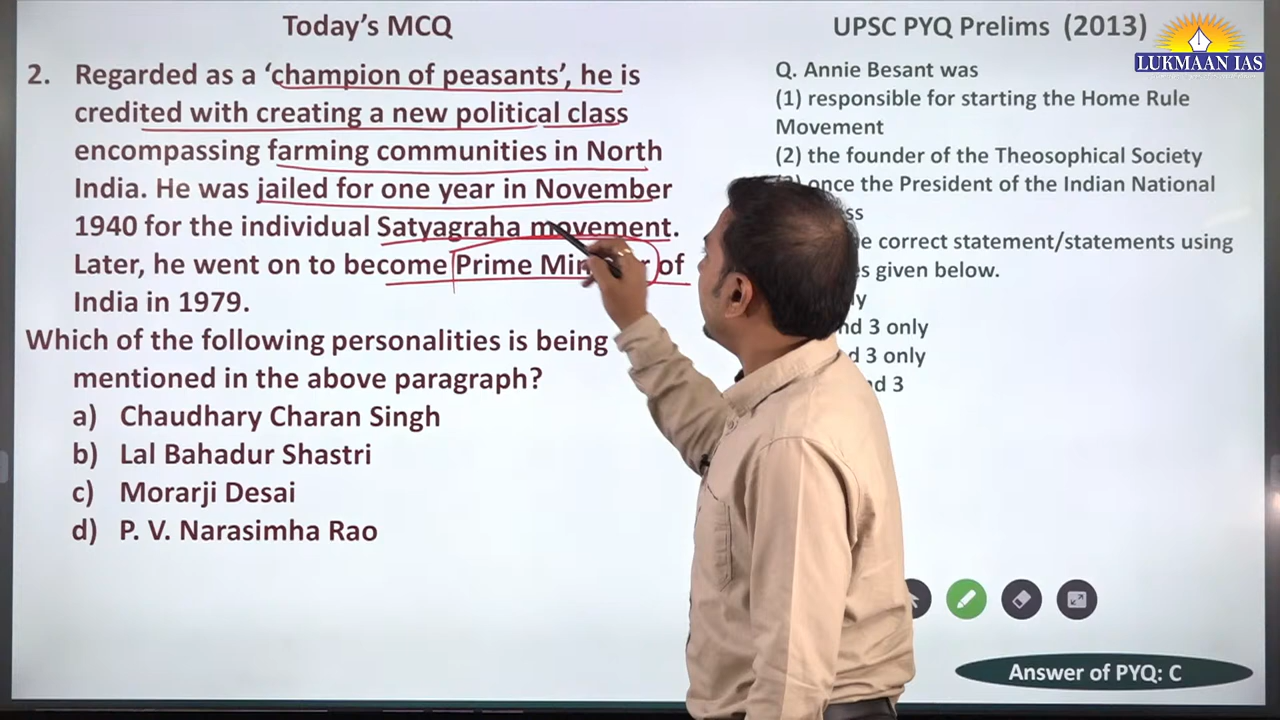 Today's MCQ
2. Regarded as a 'champion of peasants', he is
credited with creating a new political class
encompassing farming communities in North
India. He was jailed for one year in November
1940 for the individual Satyagraha movement.
Later, he went on to become Prime of
India in 1979.
Which of the following personalities is being
mentioned in the above paragraph?
a) Chaudhary Charan Singh
b) Lal Bahadur Shastri
c) Morarji Desai
d) P. V. Narasimha Rao
UPSC PYQ Prelims (2013)
LUKMAAN IAS
Q. Annie Besant was
(1) responsible for starting the Home Rule
Movement
(2) the founder of the Theosophical Society
once the President of the Indian National
correct statement/statements using
given below.
3 only
3 only
3
Answer of PYQ: C